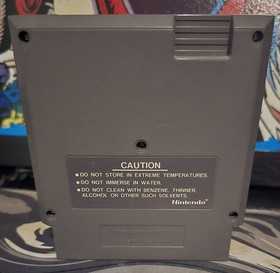 CAUTION
• DO NOT STORE IN EXTREME TEMPERATURES.
• DO NOT IMMERSE IN WATER.
• DO NOT CLEAN WITH BENZENE, THINNER,
ALCOHOL OR OTHER SUCH SOLVENTS.
Nintendo®